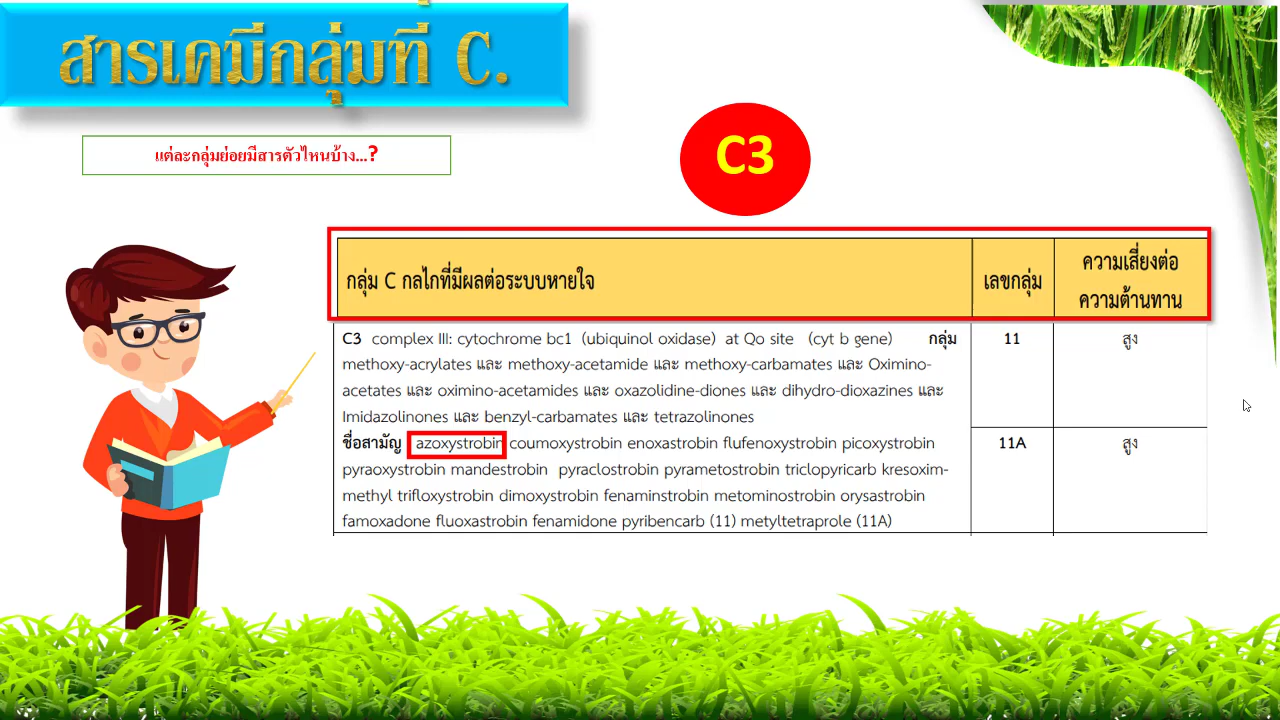 สารเคมีกลุ่มที่ C.
แต่ละกลุ่มย่อยมีสารตัวไหนบ้าง...?
C3
กลุ่ม C กลไกที่มีผลต่อระบบหายใจ
เลขกลุ่ม
ความเสี่ยงต่อ
ความต้านทาน
C3 complex III: cytochrome bc1 (ubiquinol oxidase) at Qo site (cyt b gene) กลุ่ม
methoxy-acrylates และ methoxy-acetamide และ methoxy-carbamates และ Oximino-
acetates และ oximino-acetamides และ oxazolidine-diones และ dihydro-dioxazines และ
Imidazolinones และ benzyl-carbamates และ tetrazolinones
11
สูง
ชื่อสามัญ azoxystrobin coumoxystrobin enoxastrobin flufenoxystrobin picoxystrobin
pyraoxystrobin mandestrobin pyraclostrobin pyrametostrobin triclopyricarb kresoxim-
methyl trifloxystrobin dimoxystrobin fenaminstrobin metominostrobin orysastrobin
famoxadone fluoxastrobin fenamidone pyribencarb (11) metyltetraprole (11A)
11A
สูง